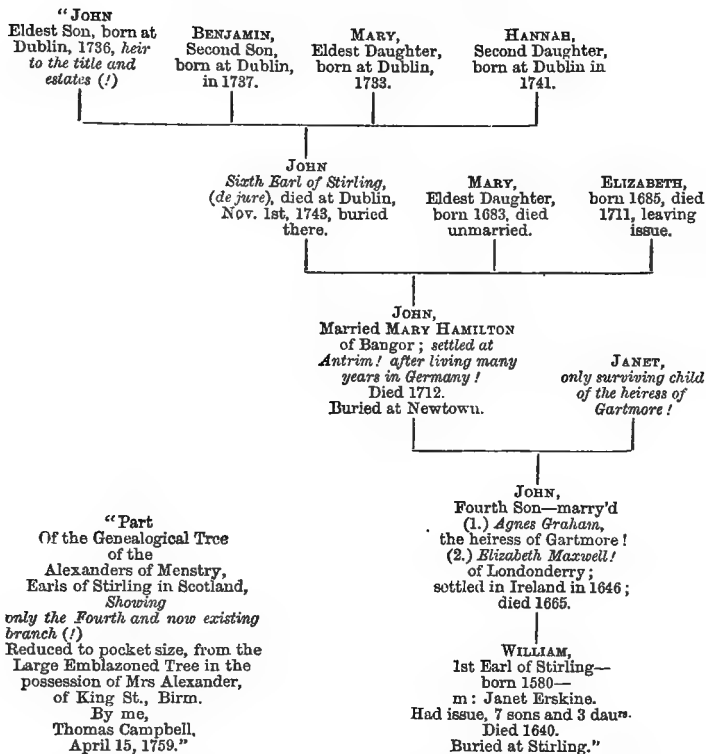 “JOHN
Eldest Son, born at
Dublin, 1736, heir
to the title and
estates (!)
BENJAMIN,
Second Son,
born at Dublin,
in 1737.
MARY,
Eldest Daughter,
born at Dublin,
1733.
HANNAH,
Second Daughter,
born at Dublin in
1741.
JOHN
Sixth Earl of Stirling,
(de jure), died at Dublin,
Nov. 1st, 1743, buried
there.
MARY,
Eldest Daughter,
born 1683, died
unmarried.
ELIZABETH,
born 1685, died
1711, leaving
issue.
JOHN,
Married MARY HAMILTON
of Bangor; settled at
Antrim! after living many
years in Germany!
Died 1712.
Buried at Newtown.
JANET,
only surviving child
of the heiress of
Gartmore!
JOHN,
Fourth Son—marry’d
(1.) Agnes Graham,
the heiress of Gartmore!
(2.) Elizabeth Maxwell!
of Londonderry;
settled in Ireland in 1646;
died 1665.
WILLIAM,
1st Earl of Stirling—
born 1580—
m: Janet Erskine.
Had issue, 7 sons and 3 daurs.
Died 1640.
Buried at Stirling.”
“Part
Of the Genealogical Tree
of the
Alexanders of Menstry,
Earls of Stirling in Scotland,
Showing
only the Fourth and now existing
branch (!)
Reduced to pocket size, from the
Large Emblazoned Tree in the
possession of Mrs Alexander,
of King St., Birm.
By me,
Thomas Campbell,
April 15, 1759.”